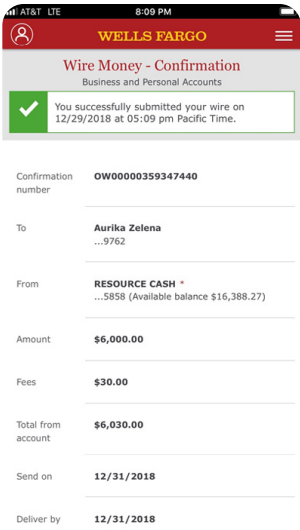 AT&T LTE 8:09 PM
WELLS FARGO
Wire Money - Confirmation
Business and Personal Accounts
You successfully submitted your wire on
12/29/2018 at 05:09 pm Pacific Time.
Confirmation number OW00000359347440
To Aurika Zelena
...9762
From RESOURCE CASH *
...5858 (Available balance $16,388.27)
Amount $6,000.00
Fees $30.00
Total from account $6,030.00
Send on 12/31/2018
Deliver by 12/31/2018